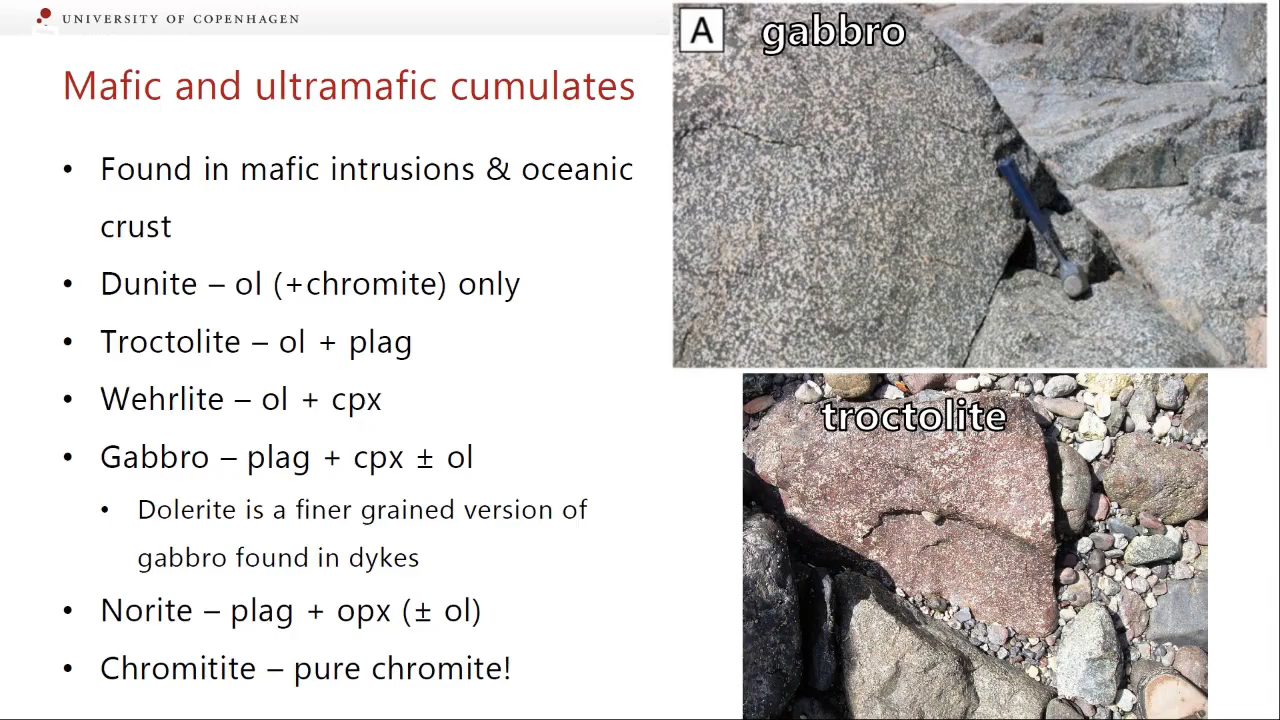 UNIVERSITY OF COPENHAGEN
Mafic and ultramafic cumulates
• Found in mafic intrusions & oceanic
crust
• Dunite – ol (+chromite) only
• Troctolite – ol + plag
• Wehrlite – ol + cpx
• Gabbro – plag + cpx ± ol
• Dolerite is a finer grained version of
gabbro found in dykes
• Norite – plag + opx (± ol)
• Chromitite – pure chromite!
A
gabbro
troctolite